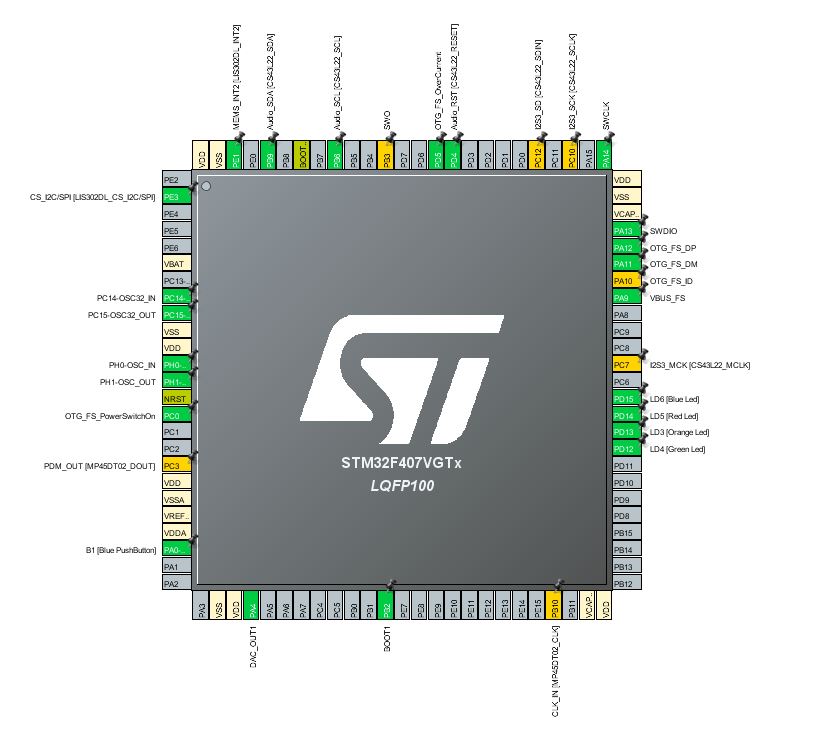 MEMS_INT2 [LIS302DL_INT2]
Audio_SDA [CS43L22_SDA]
Audio_SCL [CS43L22_SCL]
SWO
OTG_FS_OverCurrent
Audio_RST [CS43L22_RESET]
I2S3_SD [CS43L22_SDIN]
I2S3_SCK [CS43L22_SCLK]
SWCLK
VDD
VSS
PE1
PE0
PB9
PB8
BOOT..
PB7
PB6
PB5
PB4
PB3
PD7
PD6
PD5
PD4
PD3
PD2
PD1
PD0
PC12
PC11
PC10
PA15
PA14
PE2
CS_I2C/SPI [LIS302DL_CS_I2C/SPI] PE3
PE4
PE5
PE6
VBAT
PC13-..
PC14-OSC32_IN PC14-..
PC15-OSC32_OUT PC15-..
VSS
VDD
PH0-OSC_IN PH0-..
PH1-OSC_OUT PH1-..
NRST
OTG_FS_PowerSwitchOn PC0
PC1
PC2
PDM_OUT [MP45DT02_DOUT] PC3
VDD
VSSA
VREF..
VDDA
B1 [Blue PushButton] PA0-..
PA1
PA2
STM32F407VGTx
LQFP100
VDD
VSS
VCAP..
PA13 SWDIO
PA12 OTG_FS_DP
PA11 OTG_FS_DM
PA10 OTG_FS_ID
PA9 VBUS_FS
PA8
PC9
PC8
PC7 I2S3_MCK [CS43L22_MCLK]
PC6
PD15 LD6 [Blue Led]
PD14 LD5 [Red Led]
PD13 LD3 [Orange Led]
PD12 LD4 [Green Led]
PD11
PD10
PD9
PD8
PB15
PB14
PB13
PB12
PA3
VSS
VDD
PA4
PA5
PA6
PA7
PC4
PC5
PB0
PB1
PB2
PE7
PE8
PE9
PE10
PE11
PE12
PE13
PE14
PE15
PB10
PB11
VCAP..
VDD
DAC_OUT1
BOOT1
CLK_IN [MP45DT02_CLK]